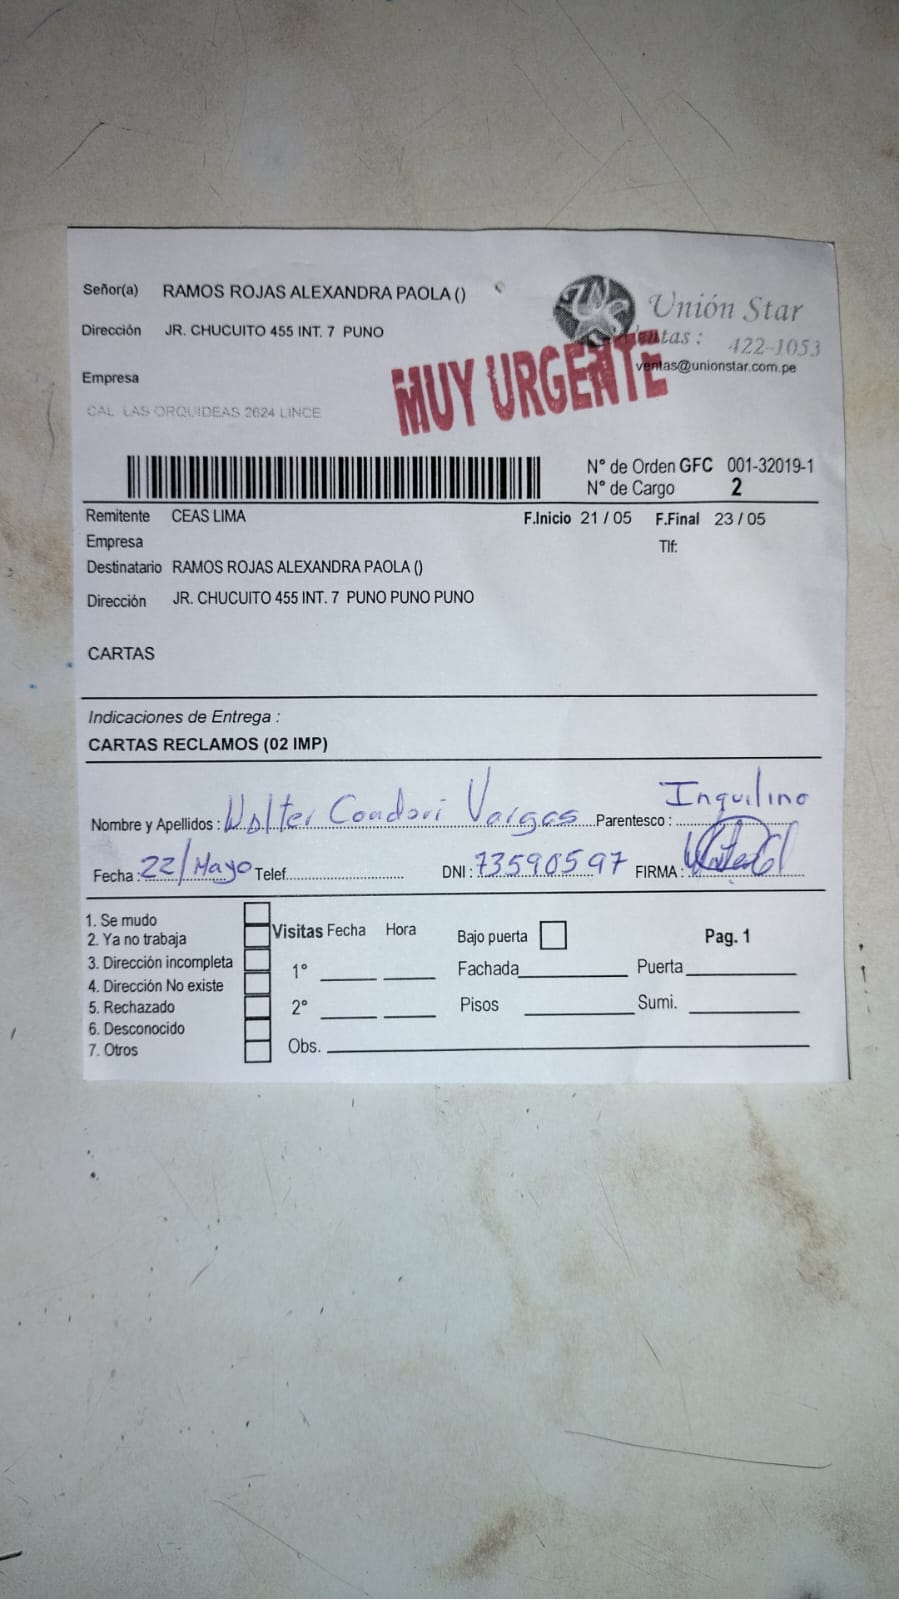 Señor(a) RAMOS ROJAS ALEXANDRA PAOLA ()
Unión Star
Dirección JR. CHUCUITO 455 INT. 7 PUNO
Ventas : 422-1053
ventas@unionstar.com.pe
Empresa
MUY URGENTE
CAL LAS ORQUIDEAS 2624 LINCE
N° de Orden GFC 001-32019-1
N° de Cargo 2
Remitente CEAS LIMA F.Inicio 21 / 05 F.Final 23 / 05
Empresa Tlf:
Destinatario RAMOS ROJAS ALEXANDRA PAOLA ()
Dirección JR. CHUCUITO 455 INT. 7 PUNO PUNO PUNO
CARTAS
Indicaciones de Entrega :
CARTAS RECLAMOS (02 IMP)
Nombre y Apellidos : Wolter Condori Vargas Parentesco : Inquilino
Fecha : 22/Mayo Telef. DNI : 73590597 FIRMA :
1. Se mudo
2. Ya no trabaja
3. Dirección incompleta
4. Dirección No existe
5. Rechazado
6. Desconocido
7. Otros
Visitas Fecha Hora Bajo puerta Pag. 1
1° Fachada Puerta
2° Pisos Sumi.
Obs.